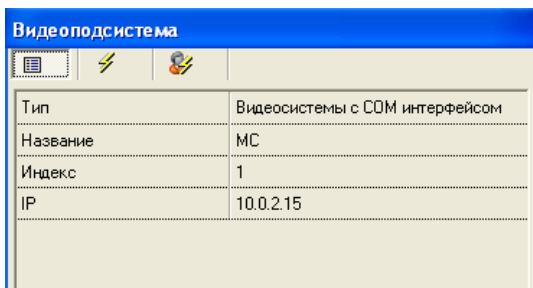 Видеоподсистема
Тип Видеосистемы с COM интерфейсом
Название МС
Индекс 1
IP 10.0.2.15